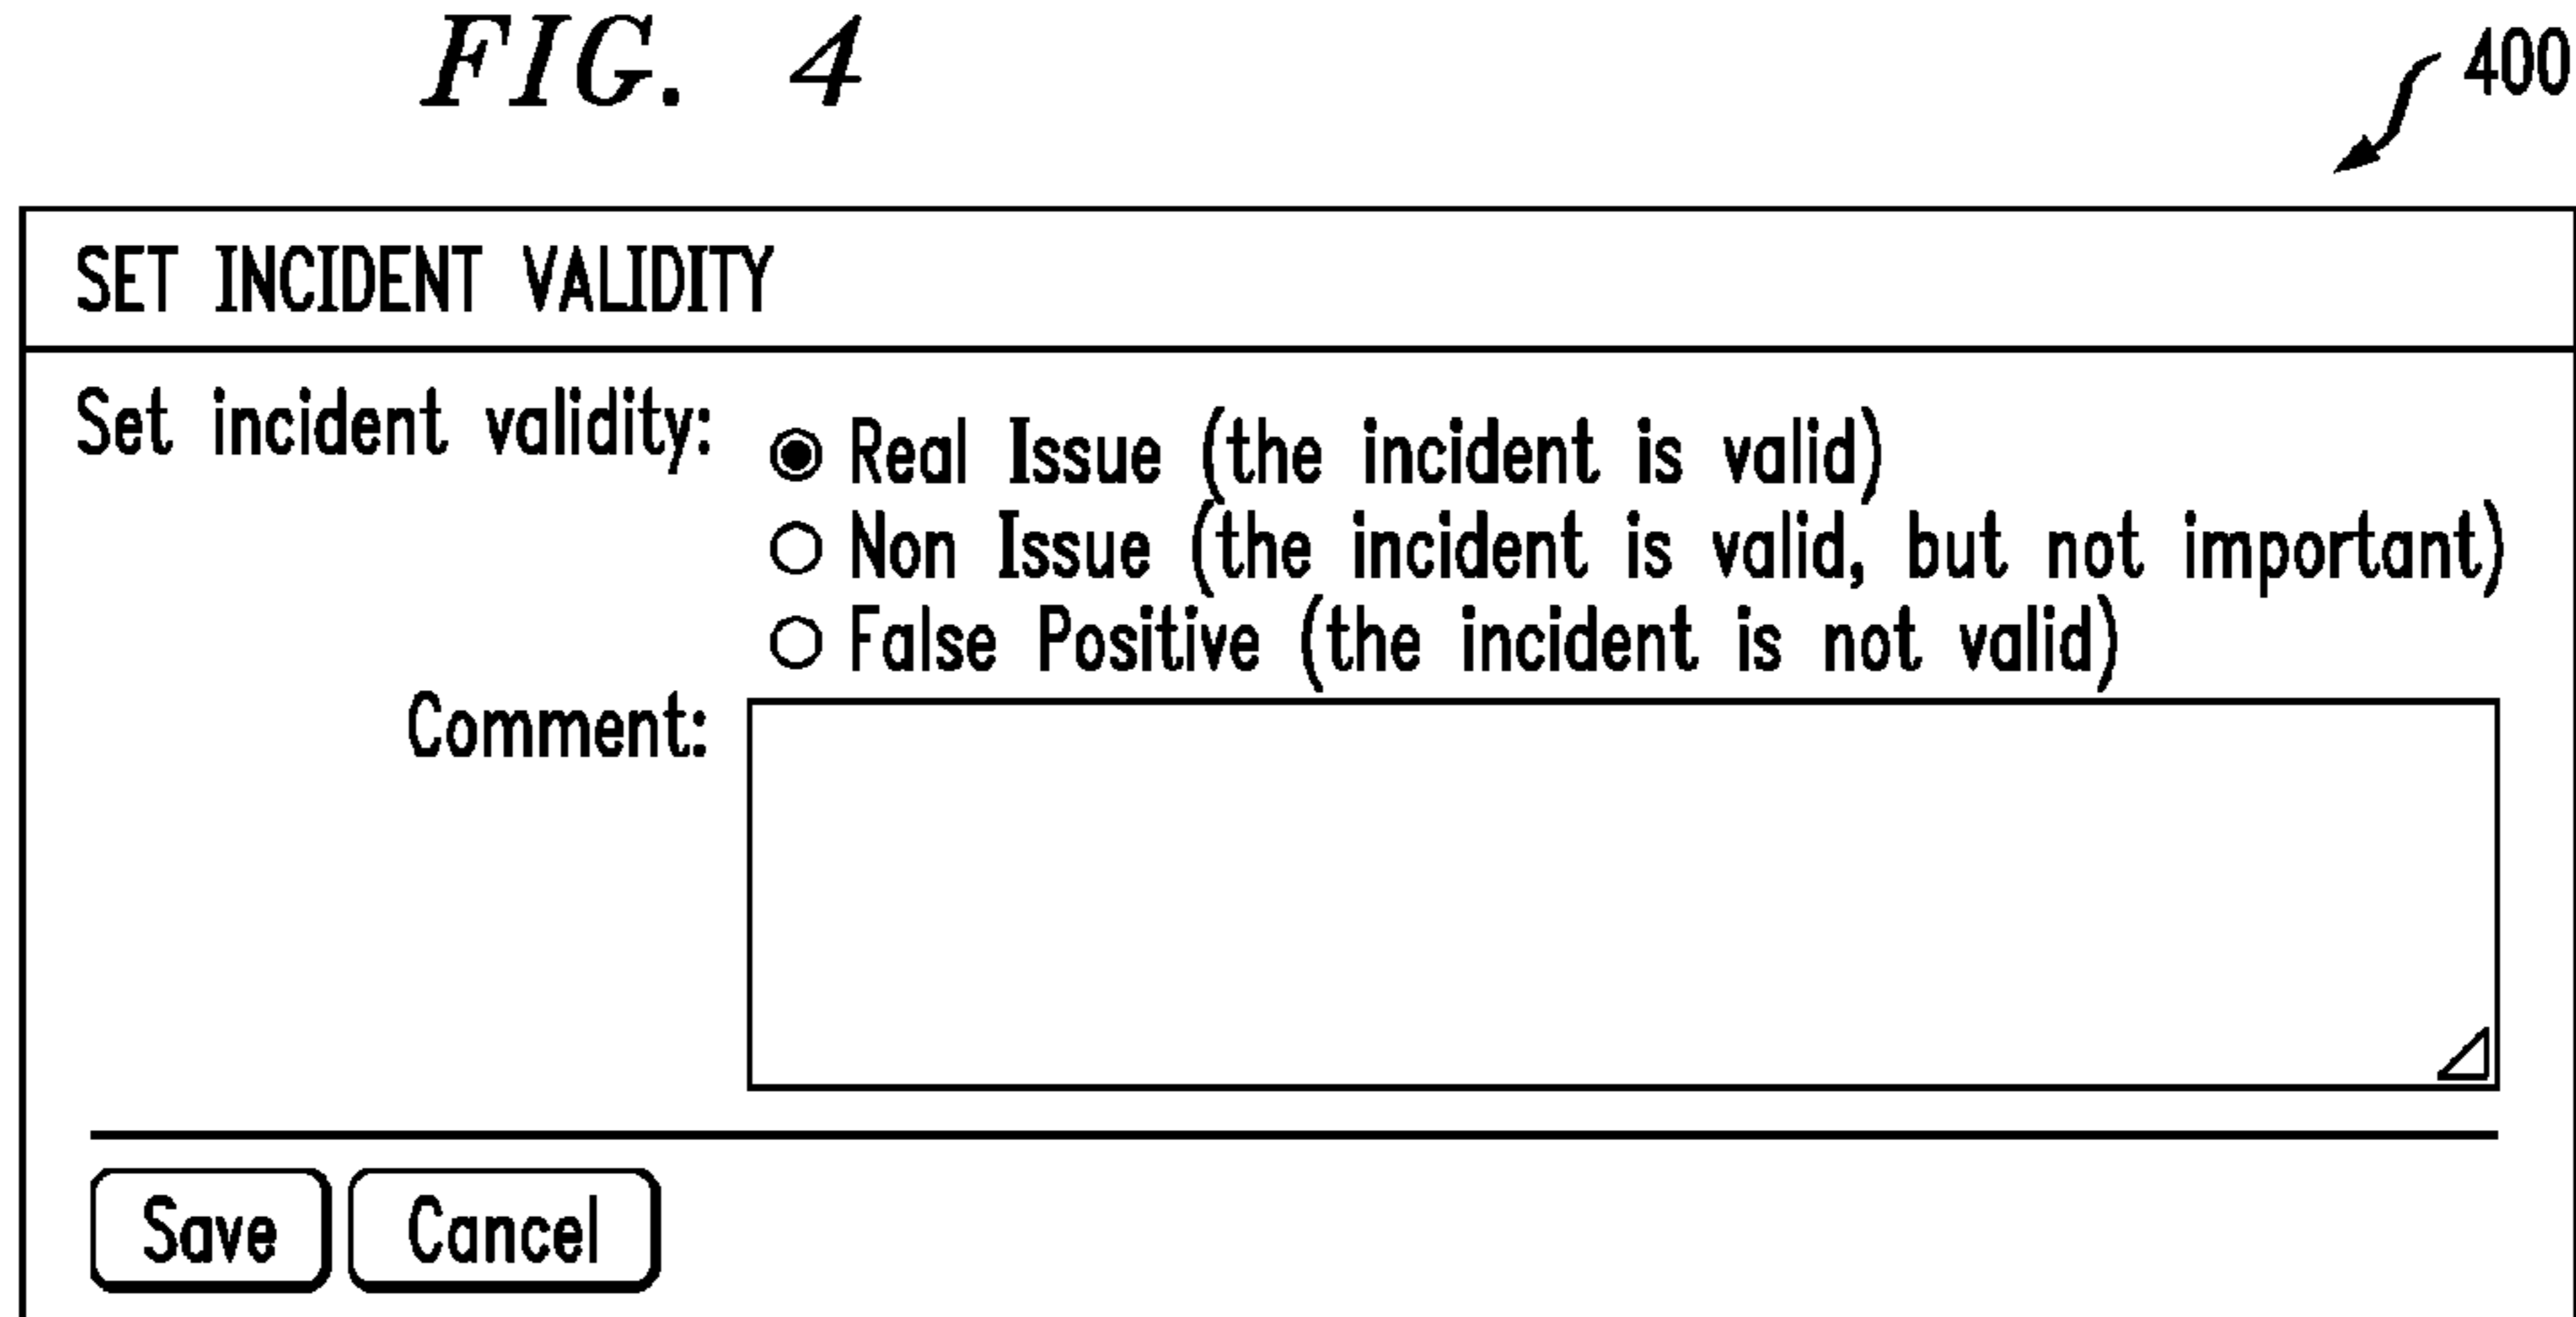 FIG. 4
400
SET INCIDENT VALIDITY
Set incident validity:
Real Issue (the incident is valid)
Non Issue (the incident is valid, but not important)
False Positive (the incident is not valid)
Comment:
Save Cancel